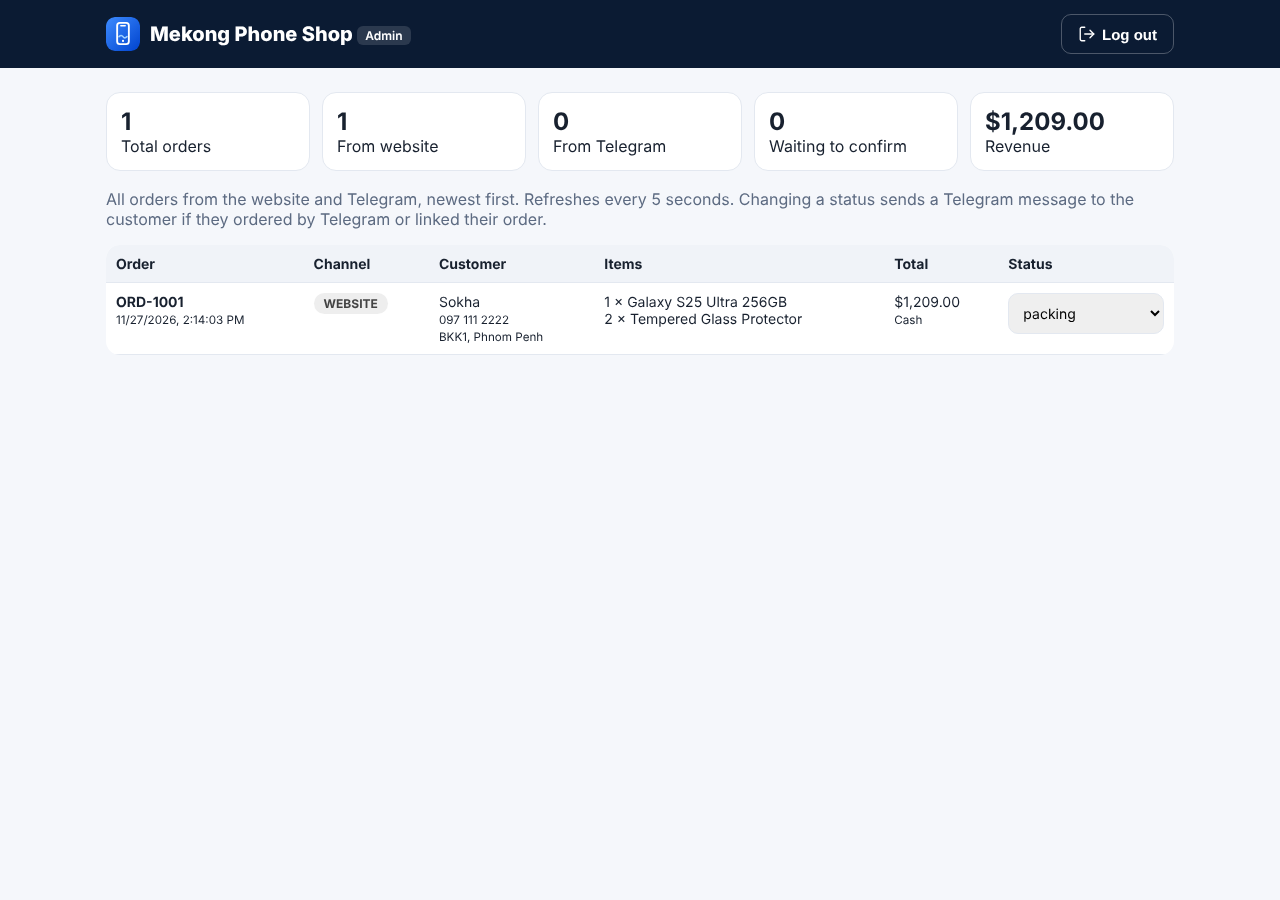 Mekong Phone Shop Admin
Log out
1
Total orders
1
From website
0
From Telegram
0
Waiting to confirm
$1,209.00
Revenue
All orders from the website and Telegram, newest first. Refreshes every 5 seconds. Changing a status sends a Telegram message to the
customer if they ordered by Telegram or linked their order.
Order Channel Customer Items Total Status
ORD-1001
11/27/2026, 2:14:03 PM
WEBSITE
Sokha
097 111 2222
BKK1, Phnom Penh
1 × Galaxy S25 Ultra 256GB
2 × Tempered Glass Protector
$1,209.00
Cash
packing